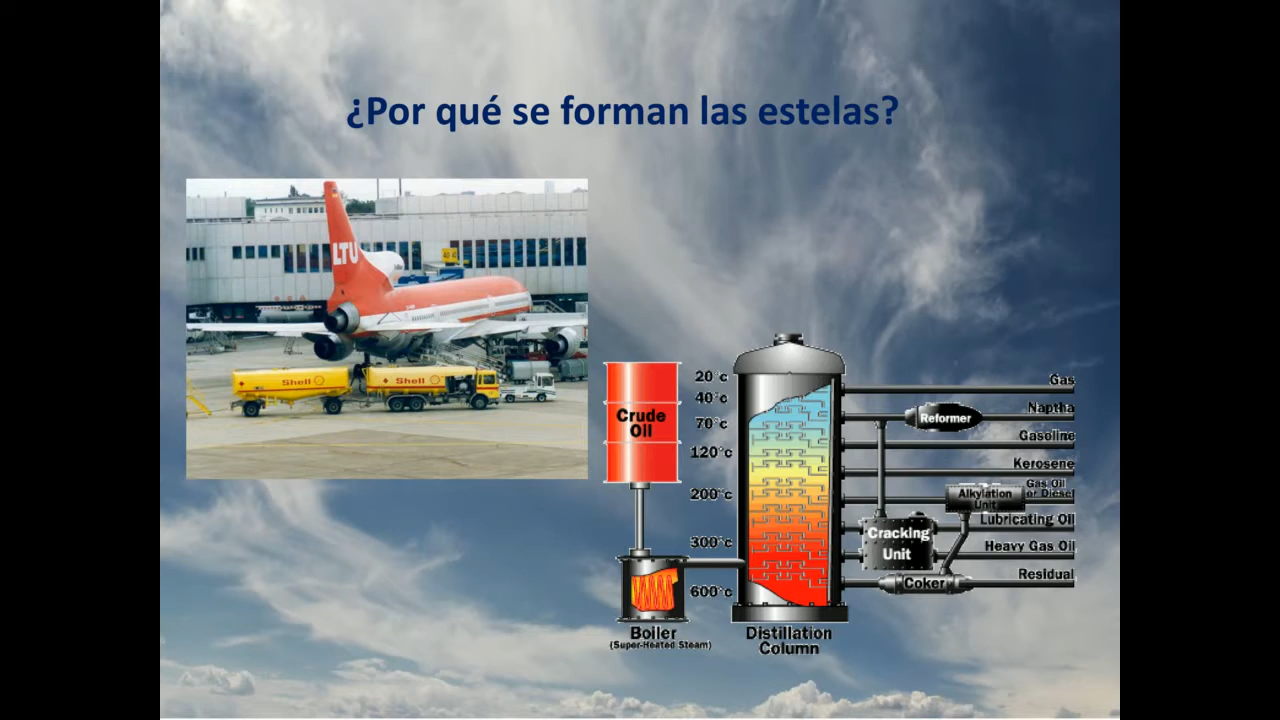 ¿Por qué se forman las estelas?
LTU
Shell
Shell
Crude
Oil
20°c
40°c
70°c
120°c
200°c
300°c
600°c
Boiler
(Super-Heated Steam)
Distillation
Column
Gas
Naptha
Reformer
Gasoline
Kerosene
Gas Oil
or Diesel
Alkylation
Unit
Lubricating Oil
Cracking
Unit
Heavy Gas Oil
Residual
Coker